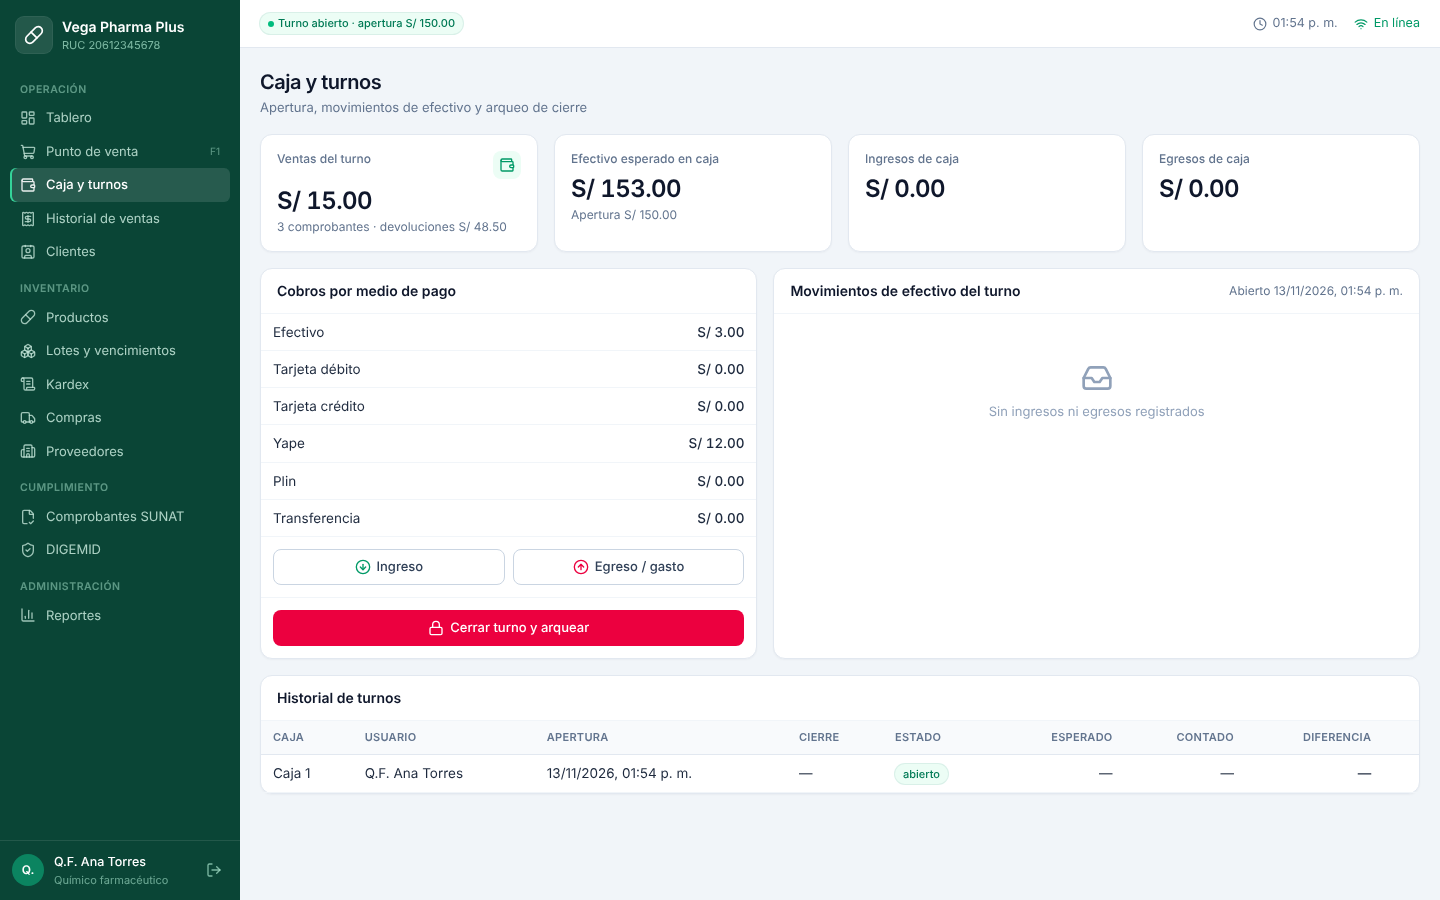 Vega Pharma Plus
RUC 20612345678
OPERACIÓN
Tablero
Punto de venta F1
Caja y turnos
Historial de ventas
Clientes
INVENTARIO
Productos
Lotes y vencimientos
Kardex
Compras
Proveedores
CUMPLIMIENTO
Comprobantes SUNAT
DIGEMID
ADMINISTRACIÓN
Reportes
Q.
Q.F. Ana Torres
Químico farmacéutico
Turno abierto · apertura S/ 150.00
01:54 p. m.
En línea
Caja y turnos
Apertura, movimientos de efectivo y arqueo de cierre
Ventas del turno
S/ 15.00
3 comprobantes · devoluciones S/ 48.50
Efectivo esperado en caja
S/ 153.00
Apertura S/ 150.00
Ingresos de caja
S/ 0.00
Egresos de caja
S/ 0.00
Cobros por medio de pago
Efectivo S/ 3.00
Tarjeta débito S/ 0.00
Tarjeta crédito S/ 0.00
Yape S/ 12.00
Plin S/ 0.00
Transferencia S/ 0.00
Ingreso
Egreso / gasto
Cerrar turno y arquear
Movimientos de efectivo del turno
Abierto 13/11/2026, 01:54 p. m.
Sin ingresos ni egresos registrados
Historial de turnos
CAJA USUARIO APERTURA CIERRE ESTADO ESPERADO CONTADO DIFERENCIA
Caja 1 Q.F. Ana Torres 13/11/2026, 01:54 p. m. — abierto — — —